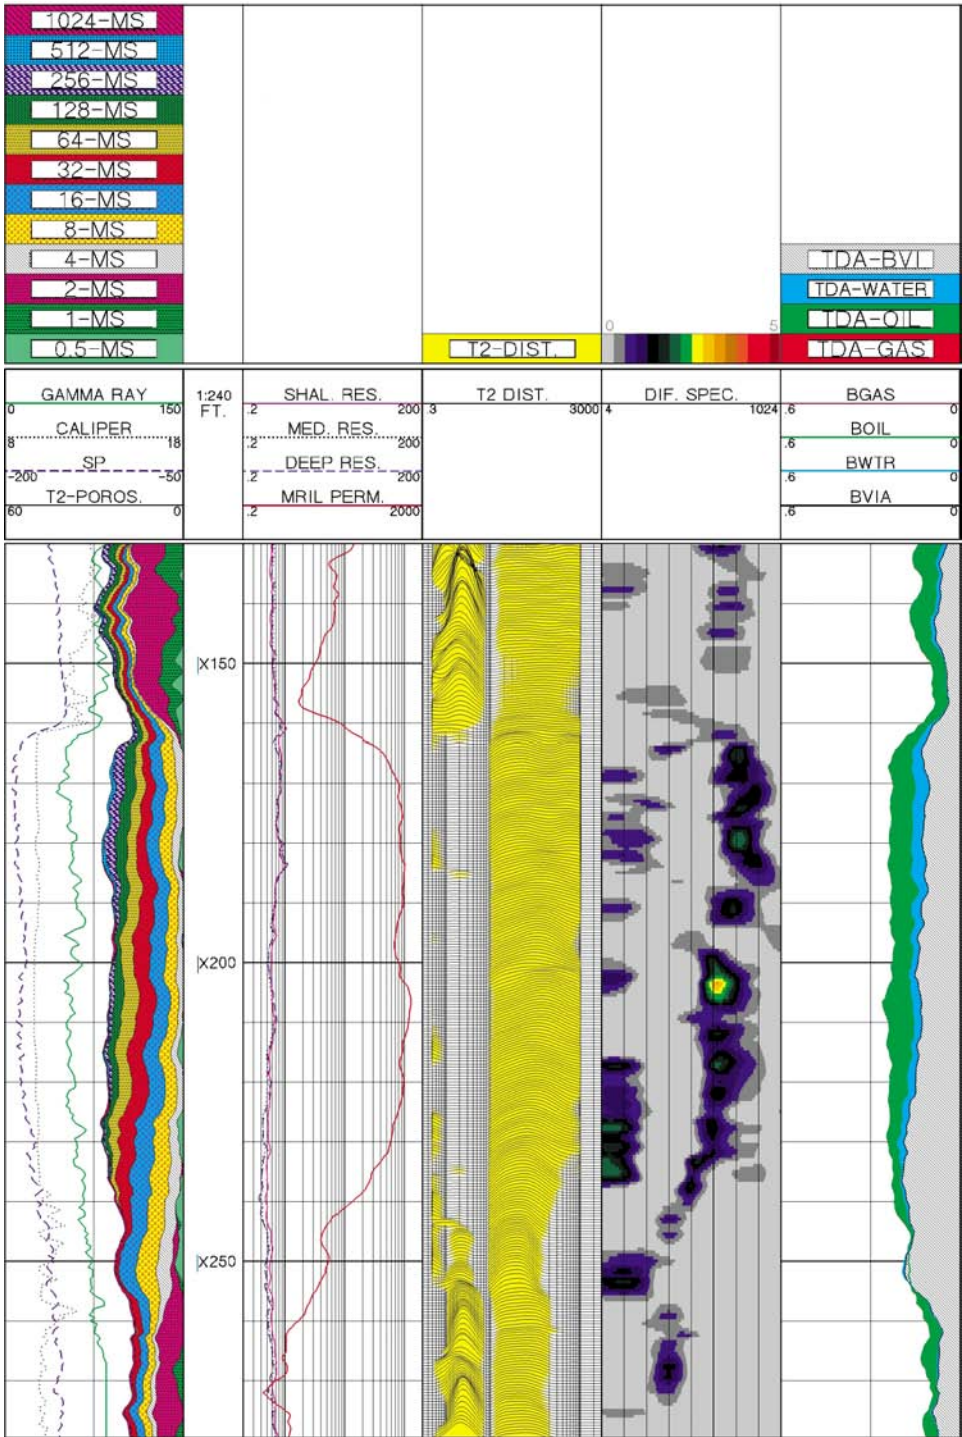 1024-MS
512-MS
256-MS
128-MS
64-MS
32-MS
16-MS
8-MS
4-MS
2-MS
1-MS
0.5-MS
T2-DIST.
0 5
TDA-BVI
TDA-WATER
TDA-OIL
TDA-GAS
GAMMA RAY
0 150
CALIPER
8 18
SP
-200 -50
T2-POROS.
60 0
1:240
FT.
SHAL. RES.
.2 200
MED. RES.
.2 200
DEEP RES.
.2 200
MRIL PERM.
.2 2000
T2 DIST.
.3 3000
DIF. SPEC.
4 1024
BGAS
.6 0
BOIL
.6 0
BWTR
.6 0
BVIA
.6 0
X150
X200
X250